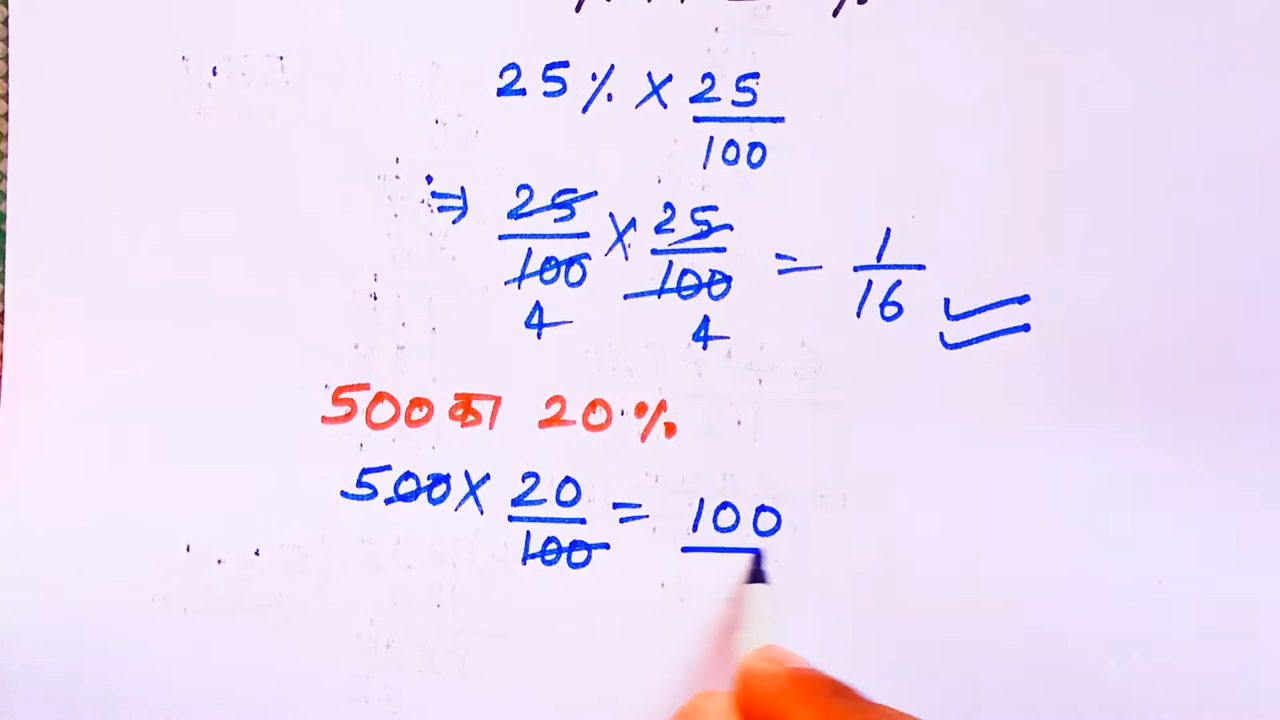 25% × 25/100
⇒ 25/100 × 25/100 = 1/16
4 4
500 का 20%
500 × 20/100 = 100